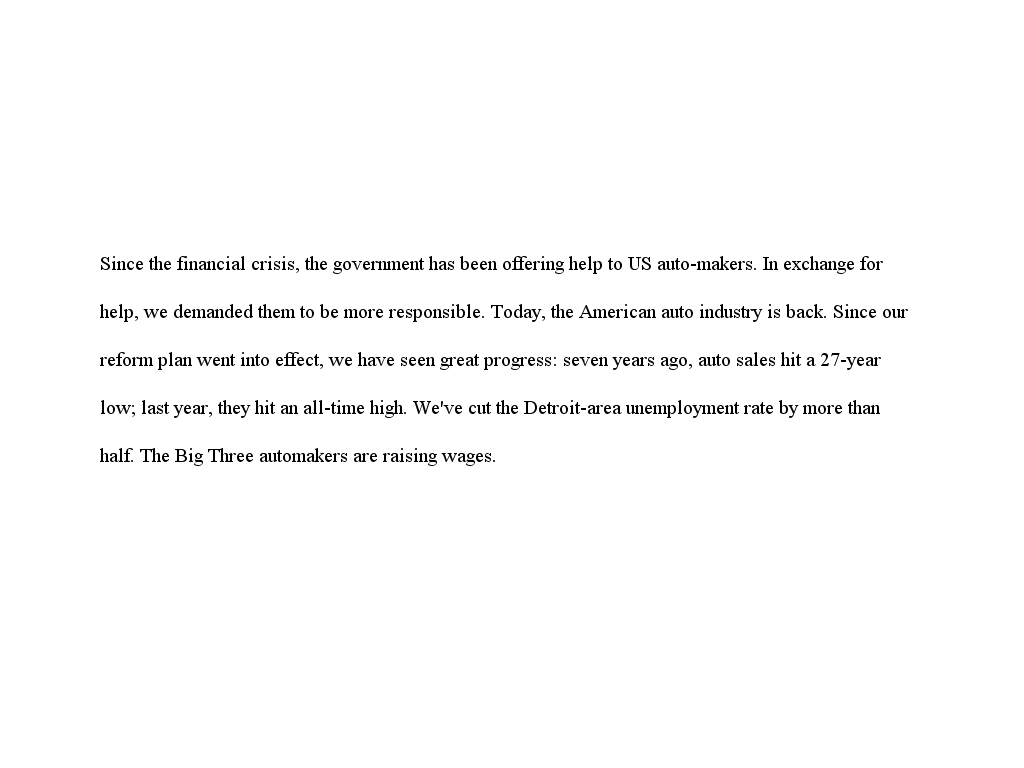 Since the financial crisis, the government has been offering help to US auto-makers. In exchange for
help, we demanded them to be more responsible. Today, the American auto industry is back. Since our
reform plan went into effect, we have seen great progress: seven years ago, auto sales hit a 27-year
low; last year, they hit an all-time high. We've cut the Detroit-area unemployment rate by more than
half. The Big Three automakers are raising wages.